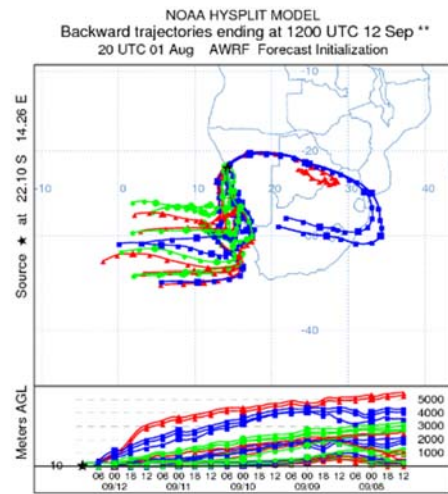 NOAA HYSPLIT MODEL
Backward trajectories ending at 1200 UTC 12 Sep **
20 UTC 01 Aug AWRF Forecast Initialization
Source ★ at 22.10 S 14.26 E
-10
-20
-10 0 10 20 30 40
-30
-40
Meters AGL
5000
4000
3000
2000
1000
10
06 00 18 12 06 00 18 12 06 00 18 12 06 00 18 12 06 00 18 12
09/12 09/11 09/10 09/09